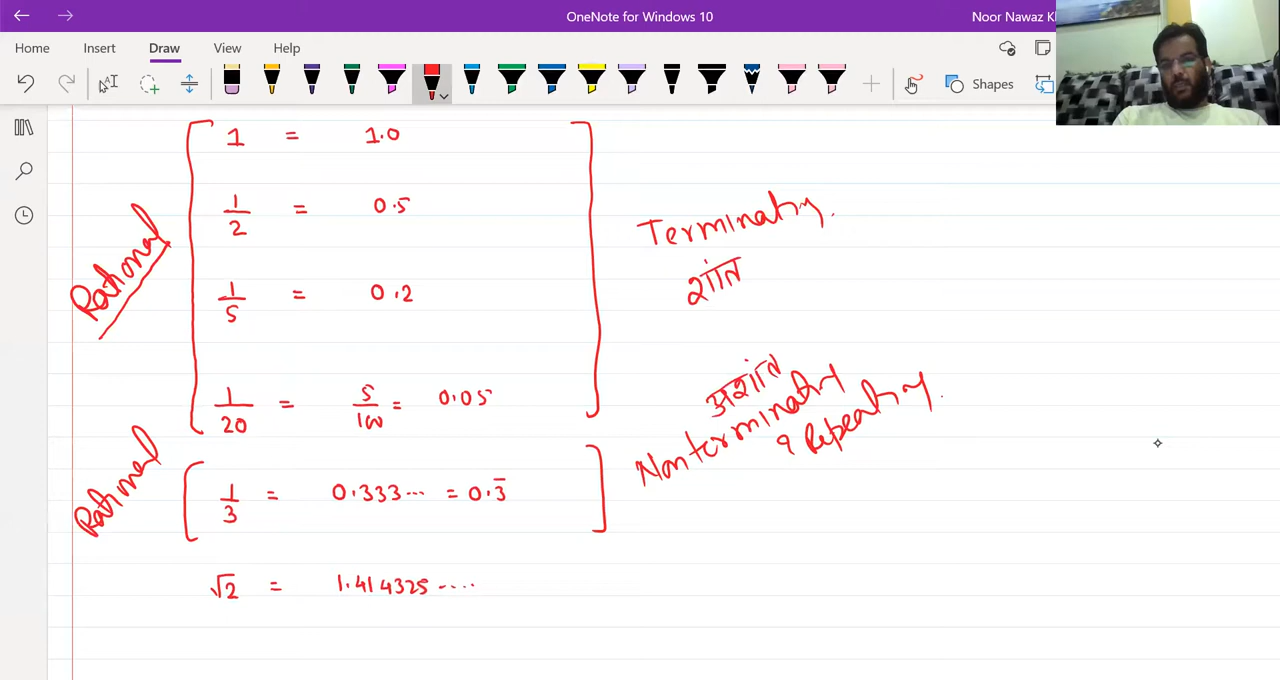 OneNote for Windows 10
Noor Nawaz Kh
Home Insert Draw View Help
Shapes
1 = 1.0
1/2 = 0.5
1/5 = 0.2
1/20 = 5/100 = 0.05
Rational
Terminating.
शांत
अशांत
Nonterminating
& Repeating.
Rational
1/3 = 0.333... = 0.3̅
√2 = 1.414325.....